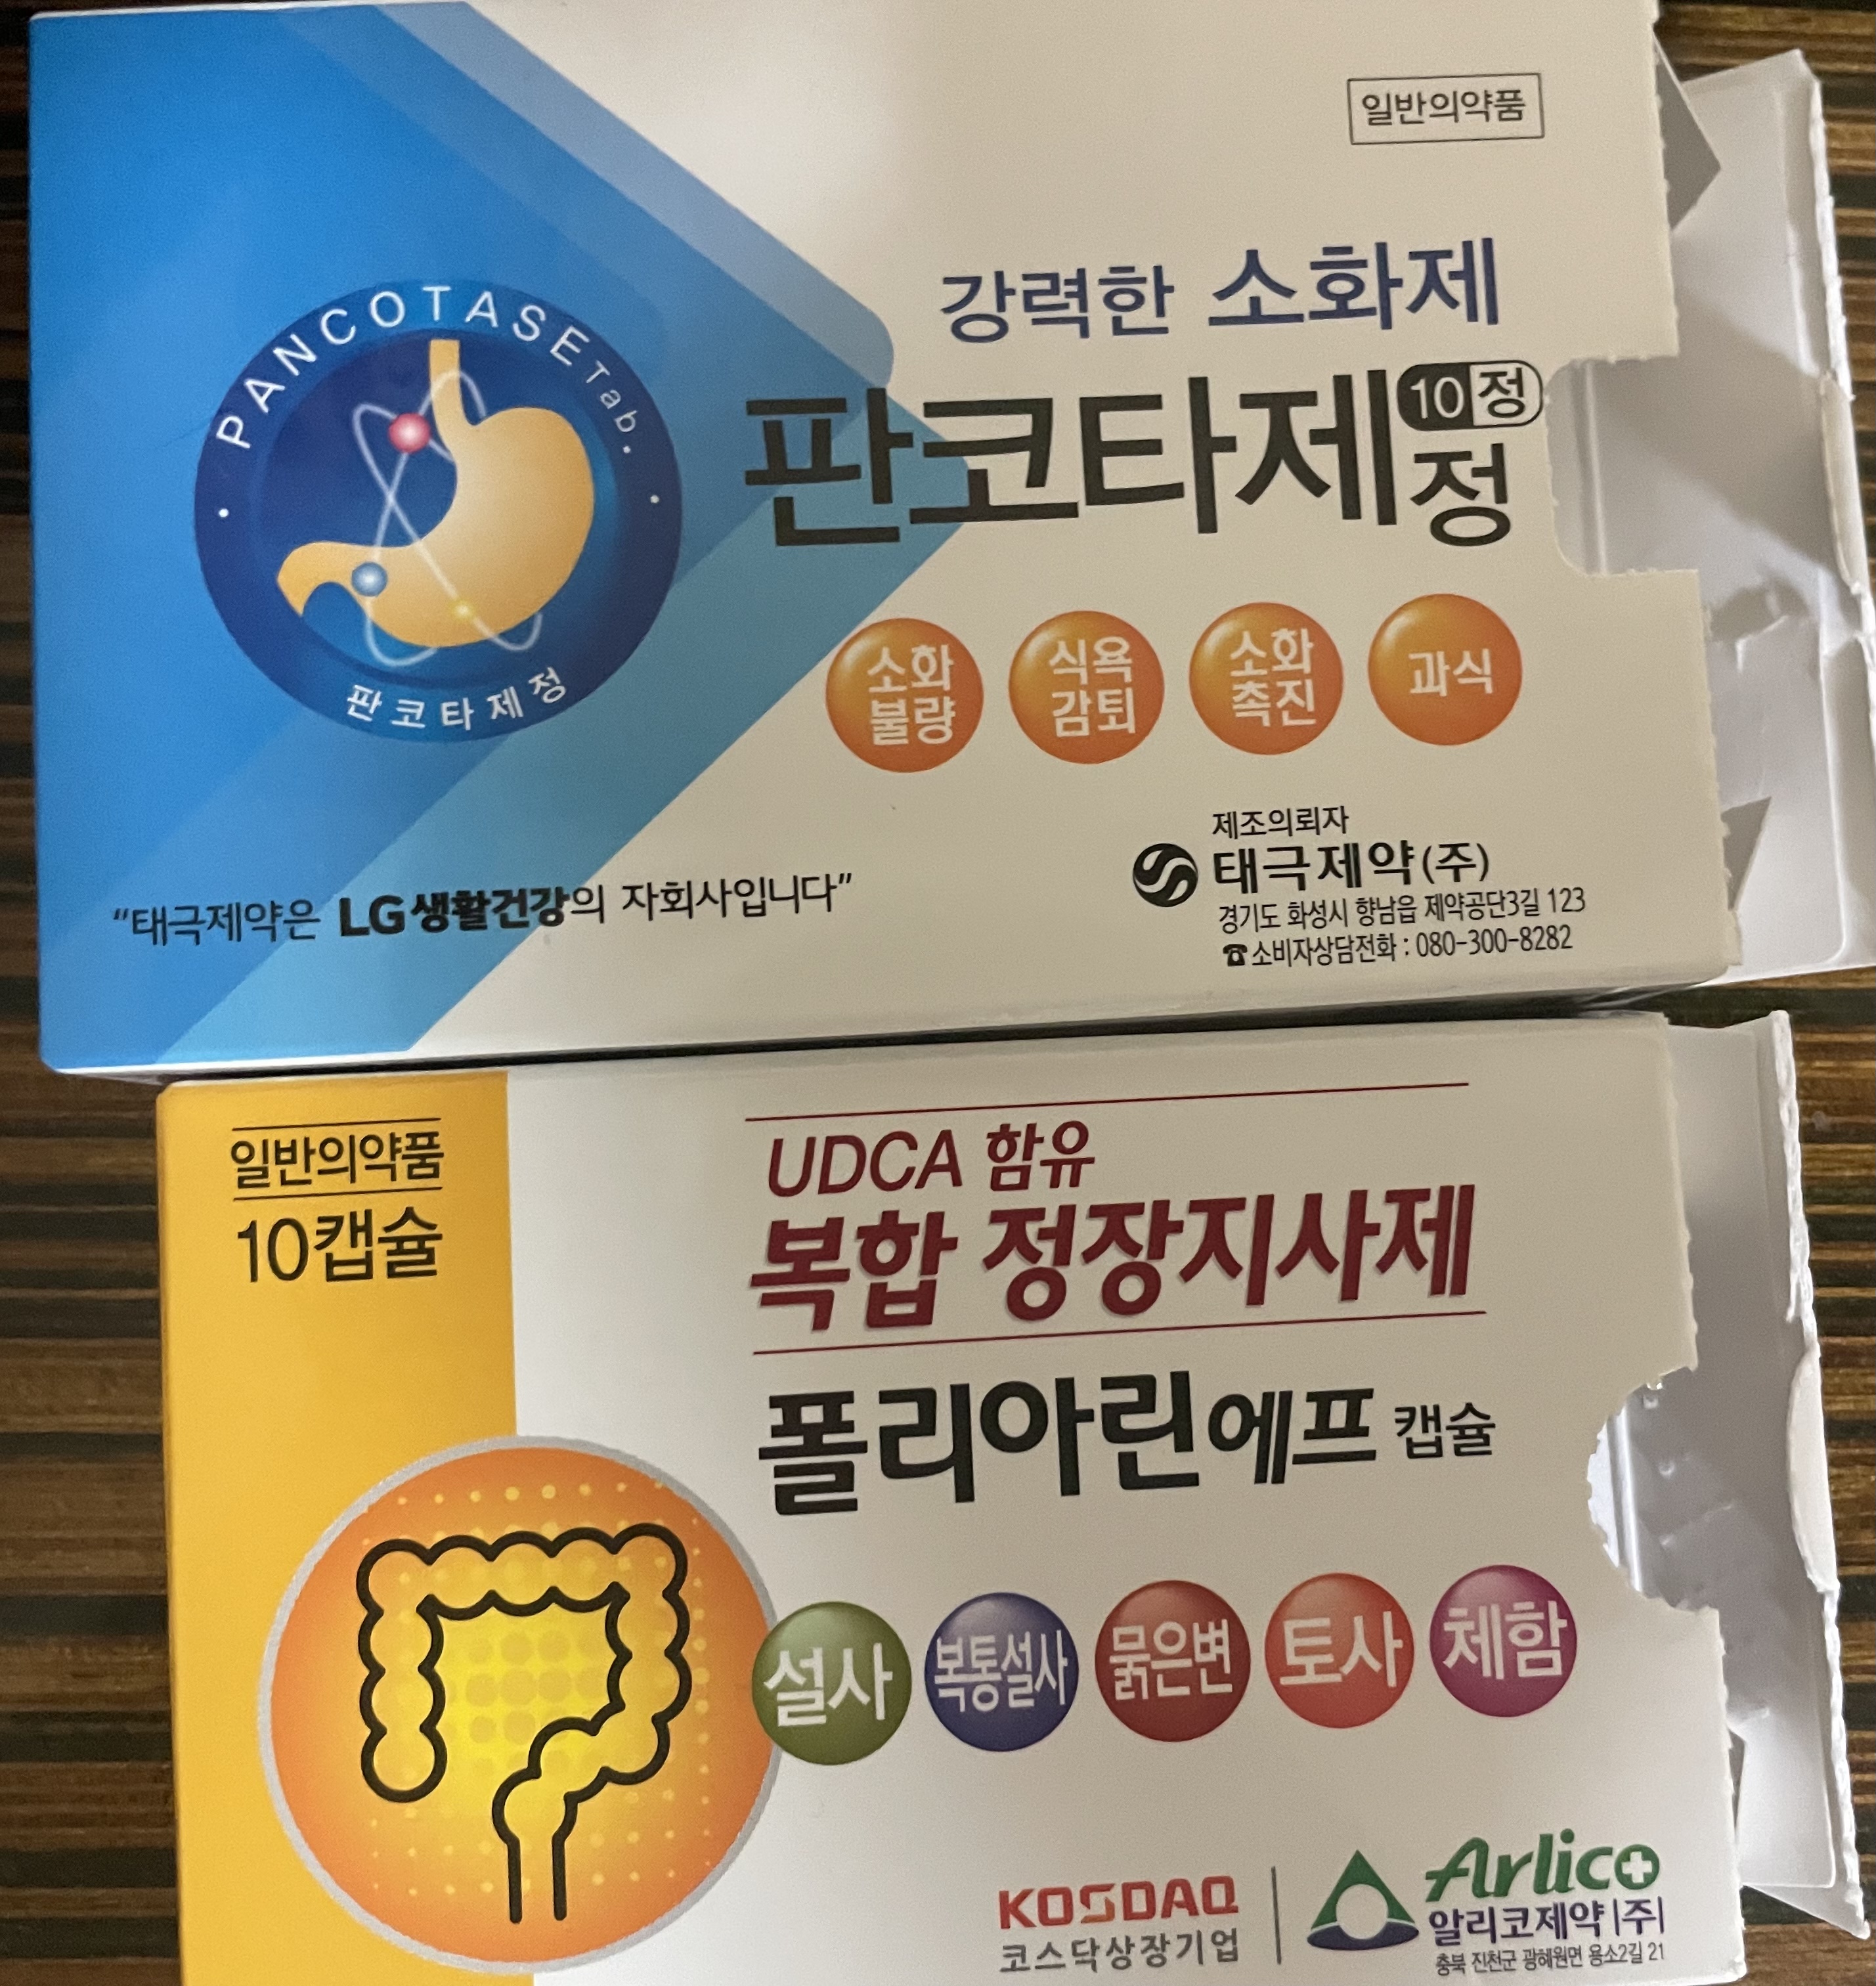 일반의약품
강력한 소화제
판코타제정
10정
PANCOTASE Tab.
판코타제정
소화불량
식욕감퇴
소화촉진
과식
제조의뢰자
태극제약(주)
경기도 화성시 향남읍 제약공단3길 123
☎소비자상담전화 : 080-300-8282
“태극제약은 LG생활건강의 자회사입니다”
일반의약품
10캡슐
UDCA 함유
복합 정장지사제
폴리아린에프 캡슐
설사
복통설사
묽은변
토사
체함
KOSDAQ
코스닥상장기업
Arlico
알리코제약|주|
충북 진천군 광혜원면 용소2길 21